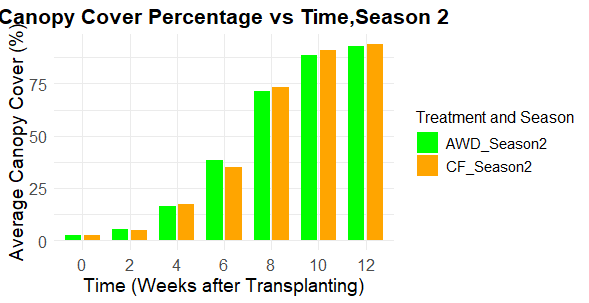 Canopy Cover Percentage vs Time,Season 2
Average Canopy Cover (%)
75
50
25
0
0 2 4 6 8 10 12
Time (Weeks after Transplanting)
Treatment and Season
AWD_Season2
CF_Season2